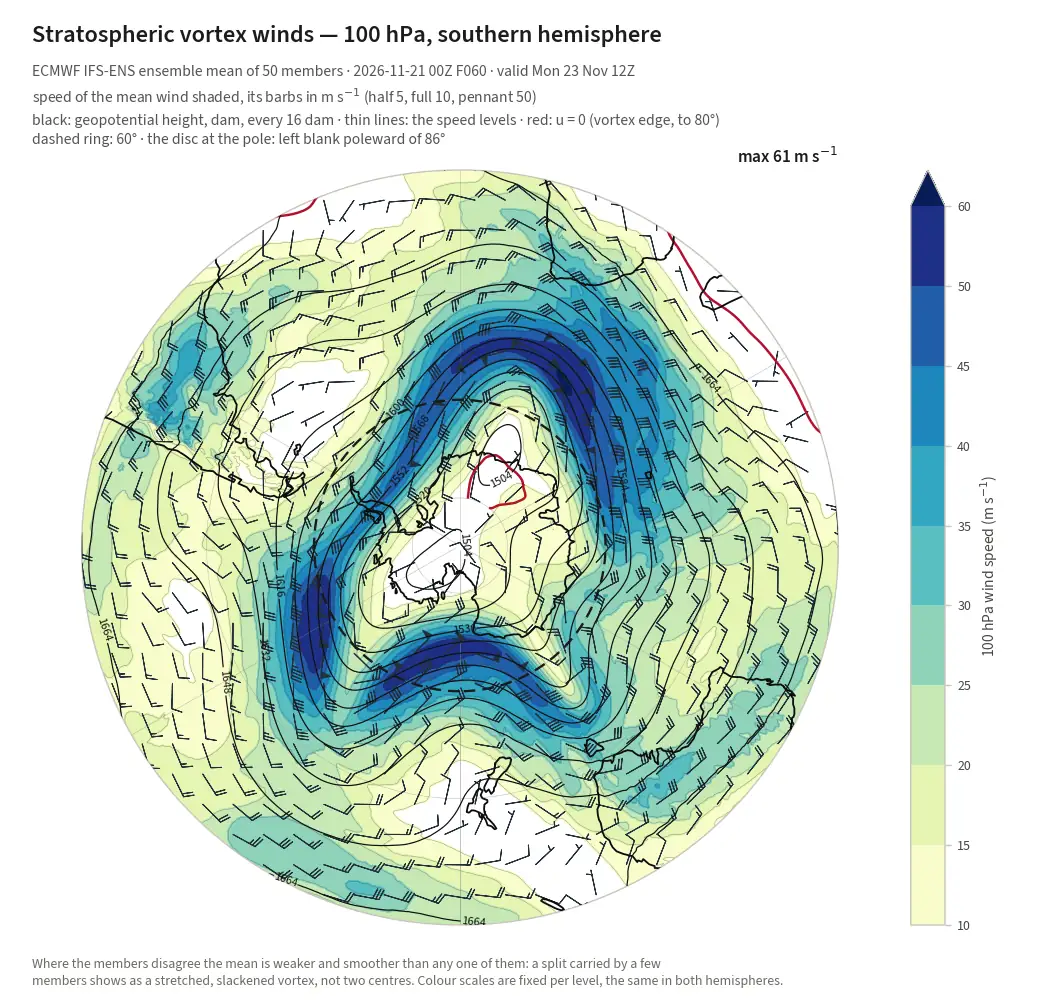 Stratospheric vortex winds — 100 hPa, southern hemisphere
ECMWF IFS-ENS ensemble mean of 50 members · 2026-11-21 00Z F060 · valid Mon 23 Nov 12Z
speed of the mean wind shaded, its barbs in m s⁻¹ (half 5, full 10, pennant 50)
black: geopotential height, dam, every 16 dam · thin lines: the speed levels · red: u = 0 (vortex edge, to 80°)
dashed ring: 60° · the disc at the pole: left blank poleward of 86°
max 61 m s⁻¹
60
50
45
40
35
30
25
20
15
10
100 hPa wind speed (m s⁻¹)
1664
1600
1568
1552
1504
1504
1616
1664
1648
1664
1664
Where the members disagree the mean is weaker and smoother than any one of them: a split carried by a few
members shows as a stretched, slackened vortex, not two centres. Colour scales are fixed per level, the same in both hemispheres.